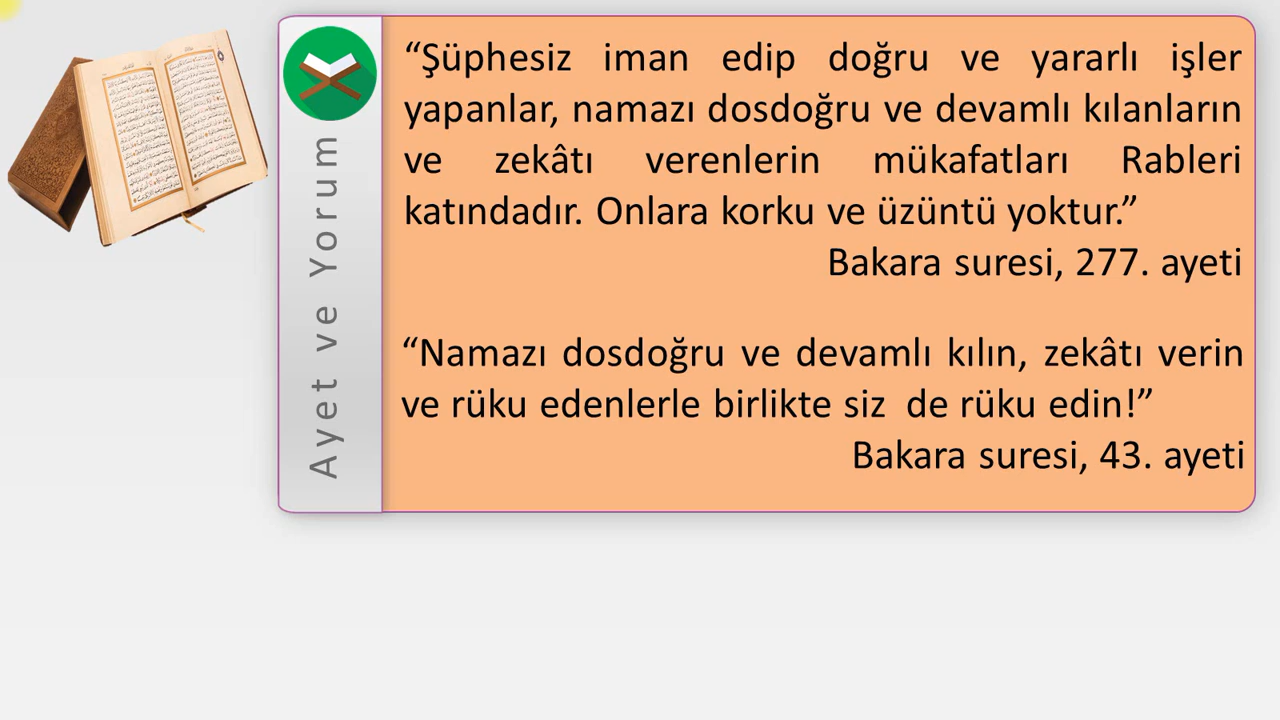 Ayet ve Yorum
“Şüphesiz iman edip doğru ve yararlı işler
yapanlar, namazı dosdoğru ve devamlı kılanların
ve zekâtı verenlerin mükafatları Rableri
katındadır. Onlara korku ve üzüntü yoktur.”
Bakara suresi, 277. ayeti
“Namazı dosdoğru ve devamlı kılın, zekâtı verin
ve rüku edenlerle birlikte siz  de rüku edin!”
Bakara suresi, 43. ayeti